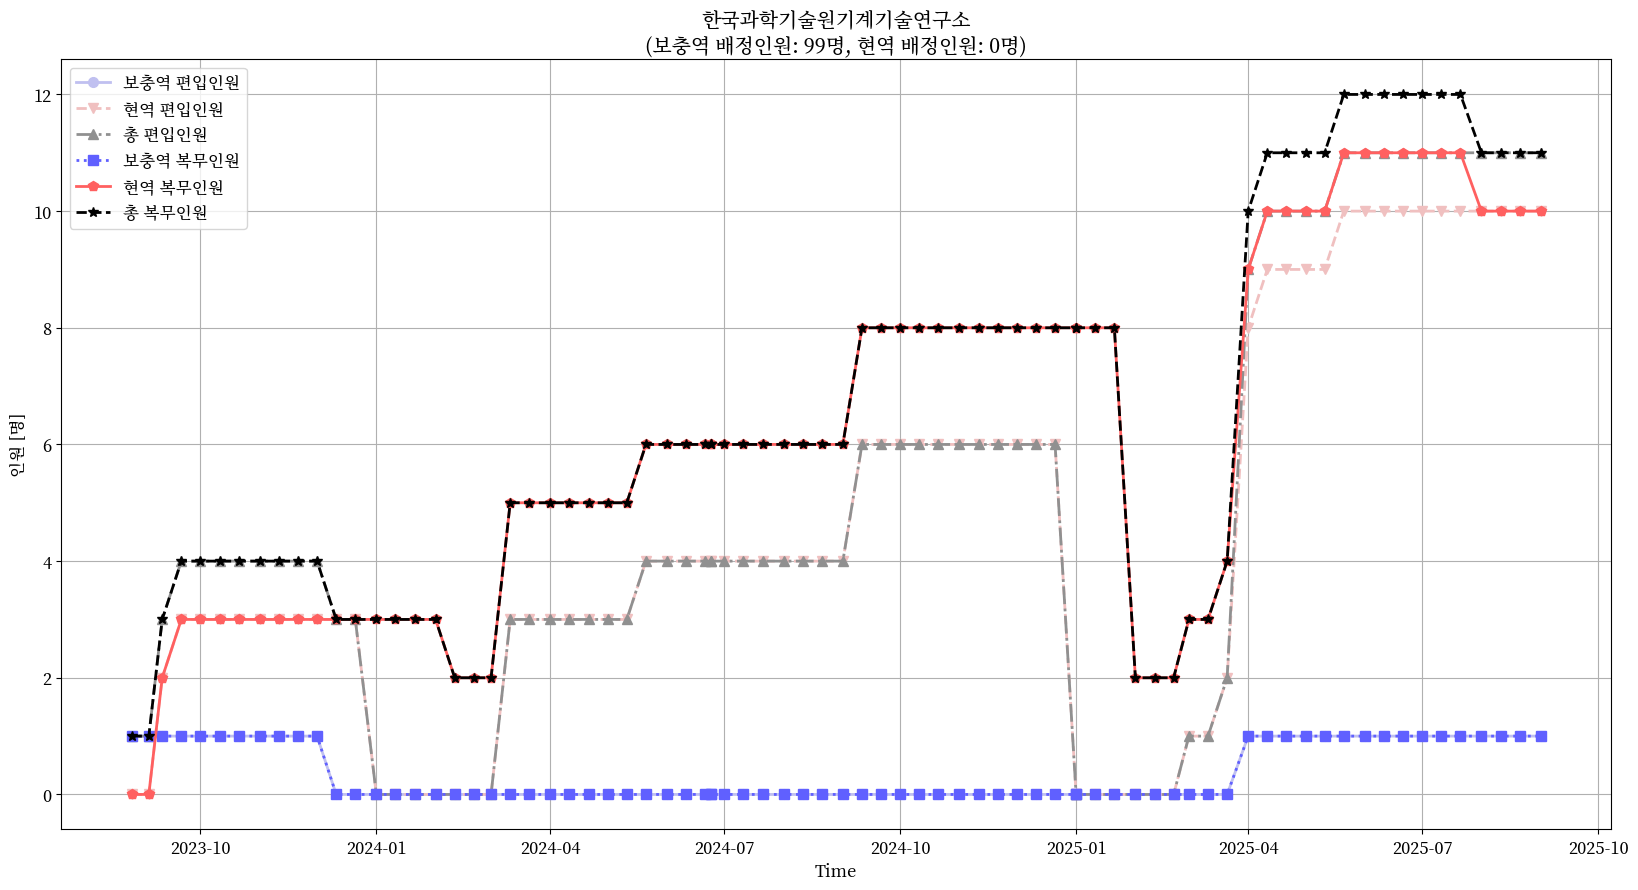 한국과학기술원기계기술연구소
(보충역 배정인원: 99명, 현역 배정인원: 0명)
보충역 편입인원
현역 편입인원
총 편입인원
보충역 복무인원
현역 복무인원
총 복무인원
인원 [명]
12
10
8
6
4
2
0
2023-10
2024-01
2024-04
2024-07
2024-10
2025-01
2025-04
2025-07
2025-10
Time